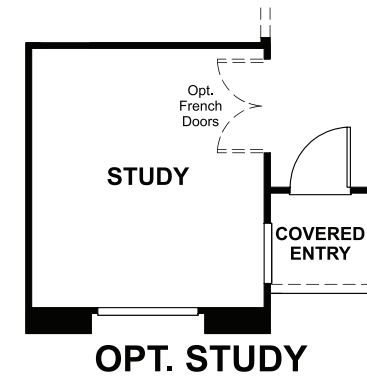 Opt.
French
Doors
STUDY
COVERED
ENTRY
OPT. STUDY